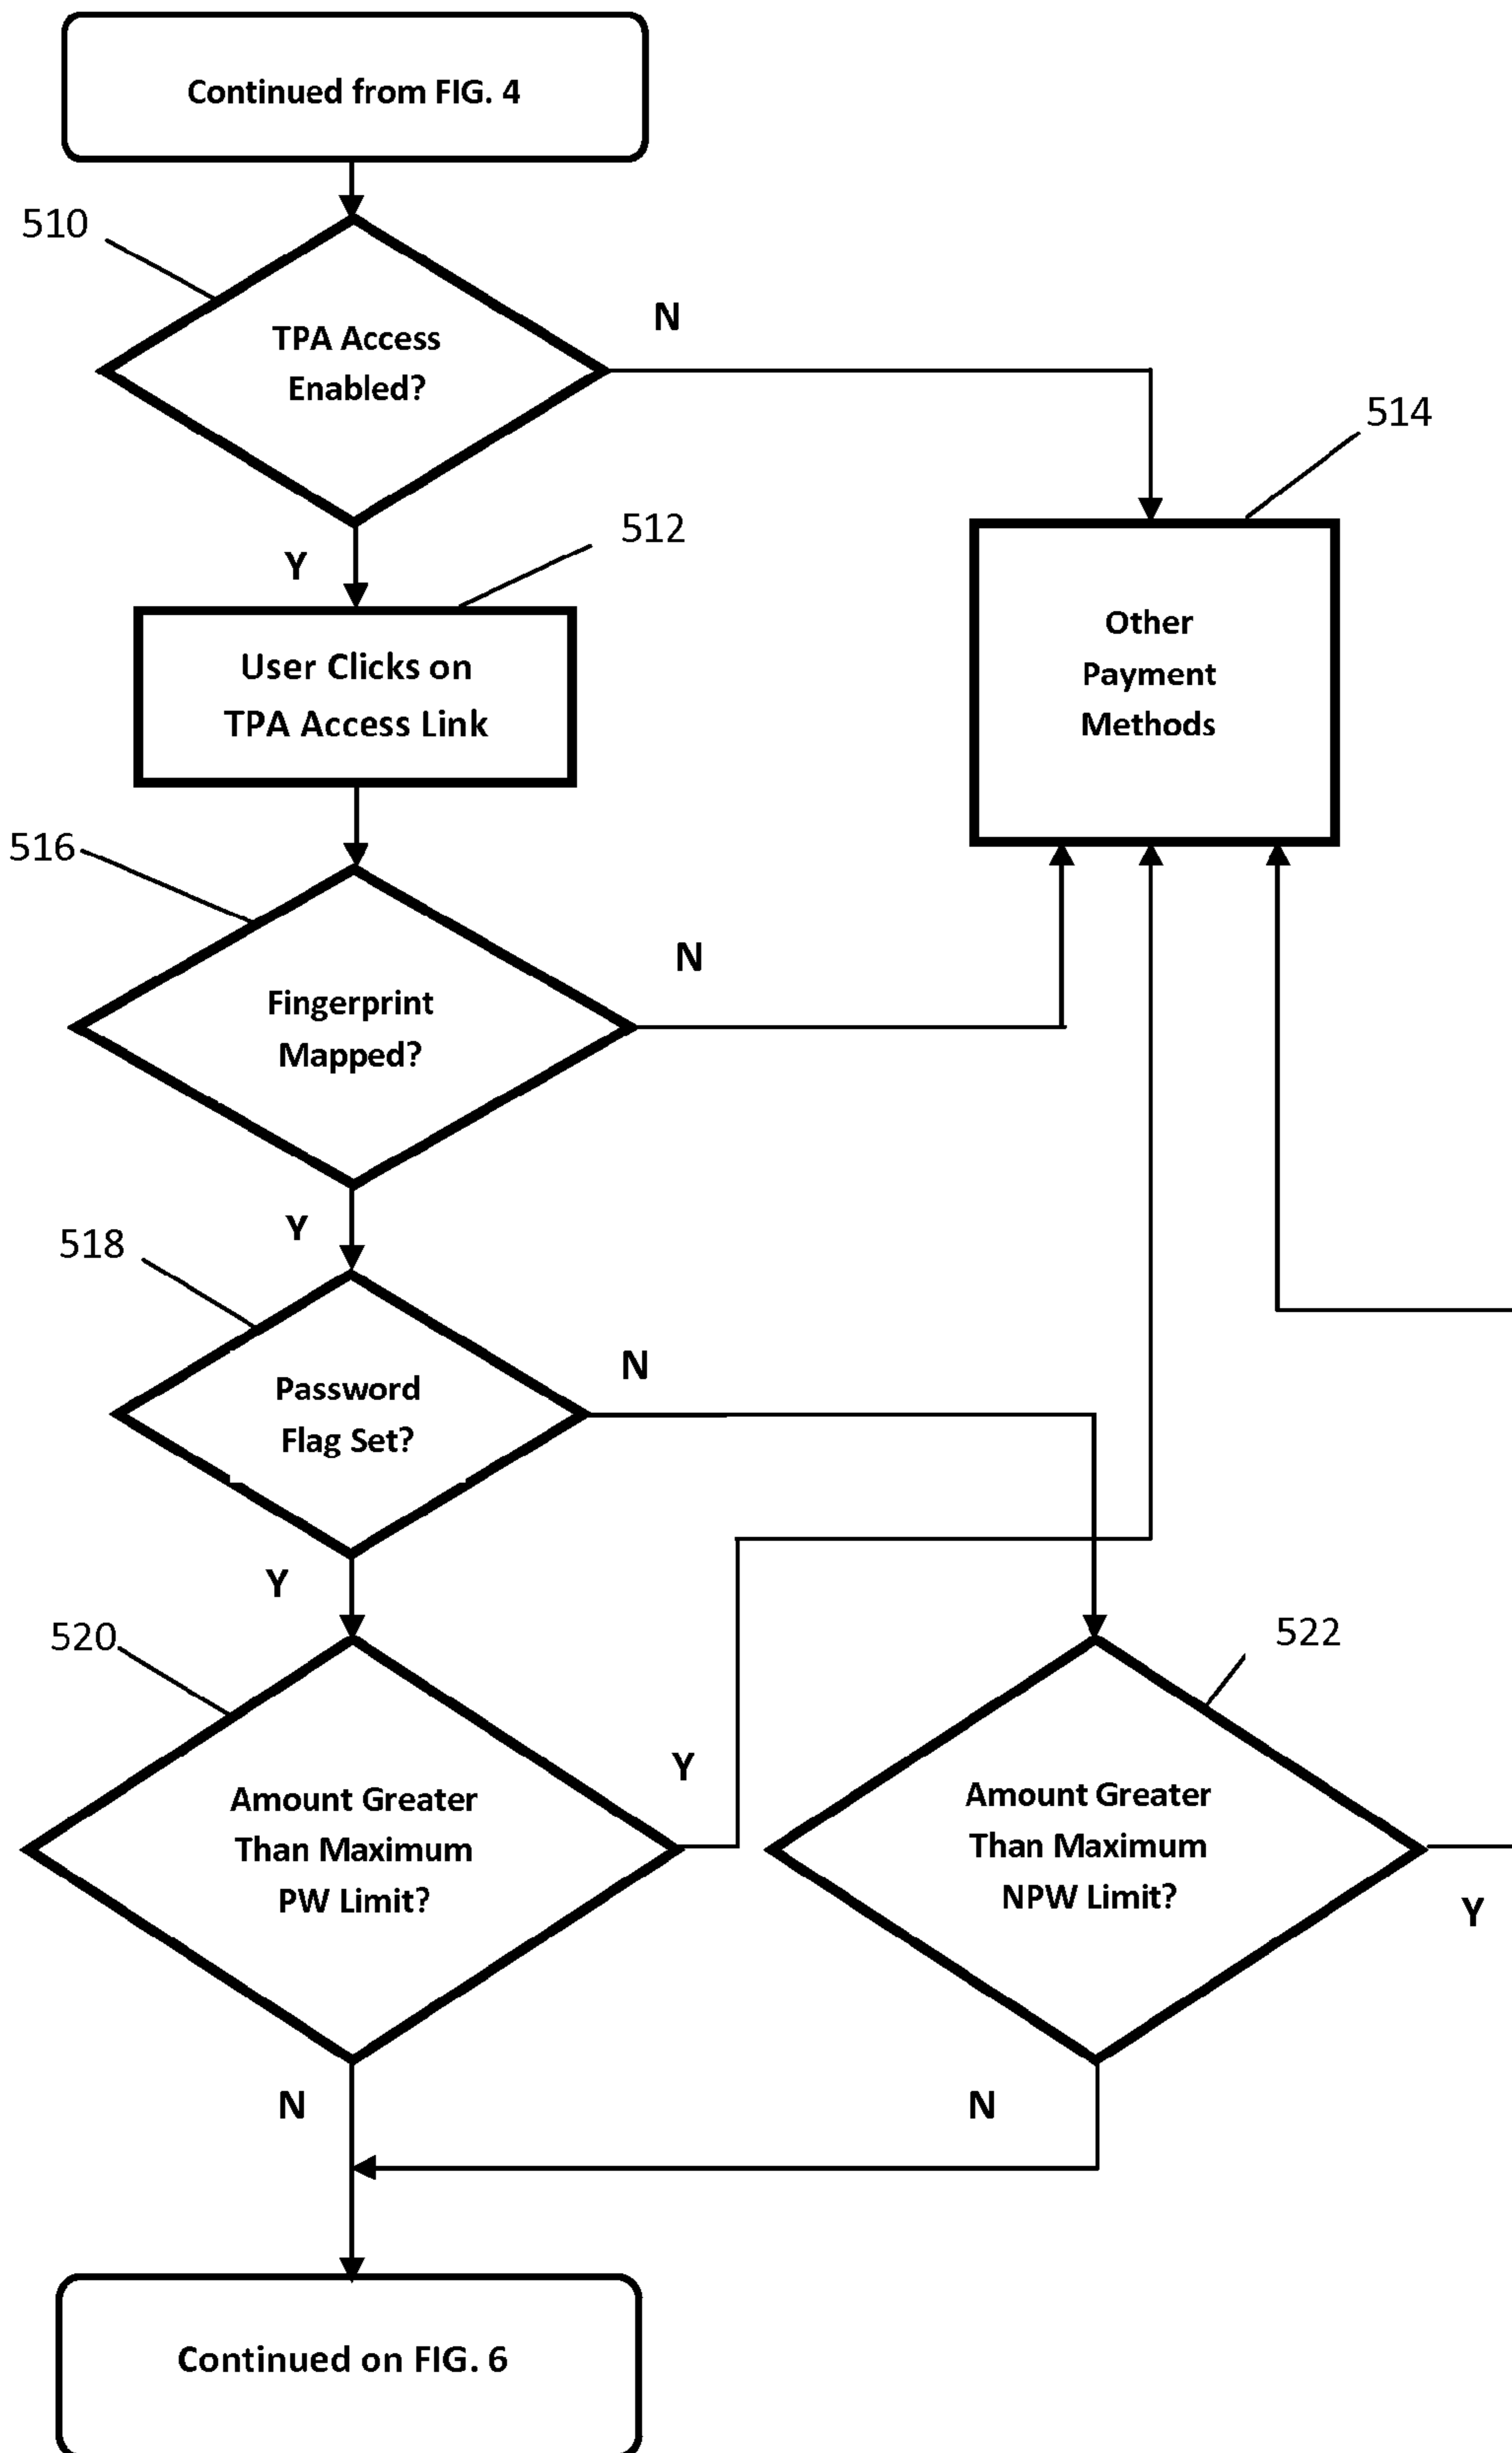 Continued from FIG. 4
510
TPA Access
Enabled?
N
514
Y
512
Other
Payment
Methods
User Clicks on
TPA Access Link
516
Fingerprint
Mapped?
N
Y
518
Password
Flag Set?
N
Y
520
522
Amount Greater
Than Maximum
PW Limit?
Y
Amount Greater
Than Maximum
NPW Limit?
Y
N
N
Continued on FIG. 6